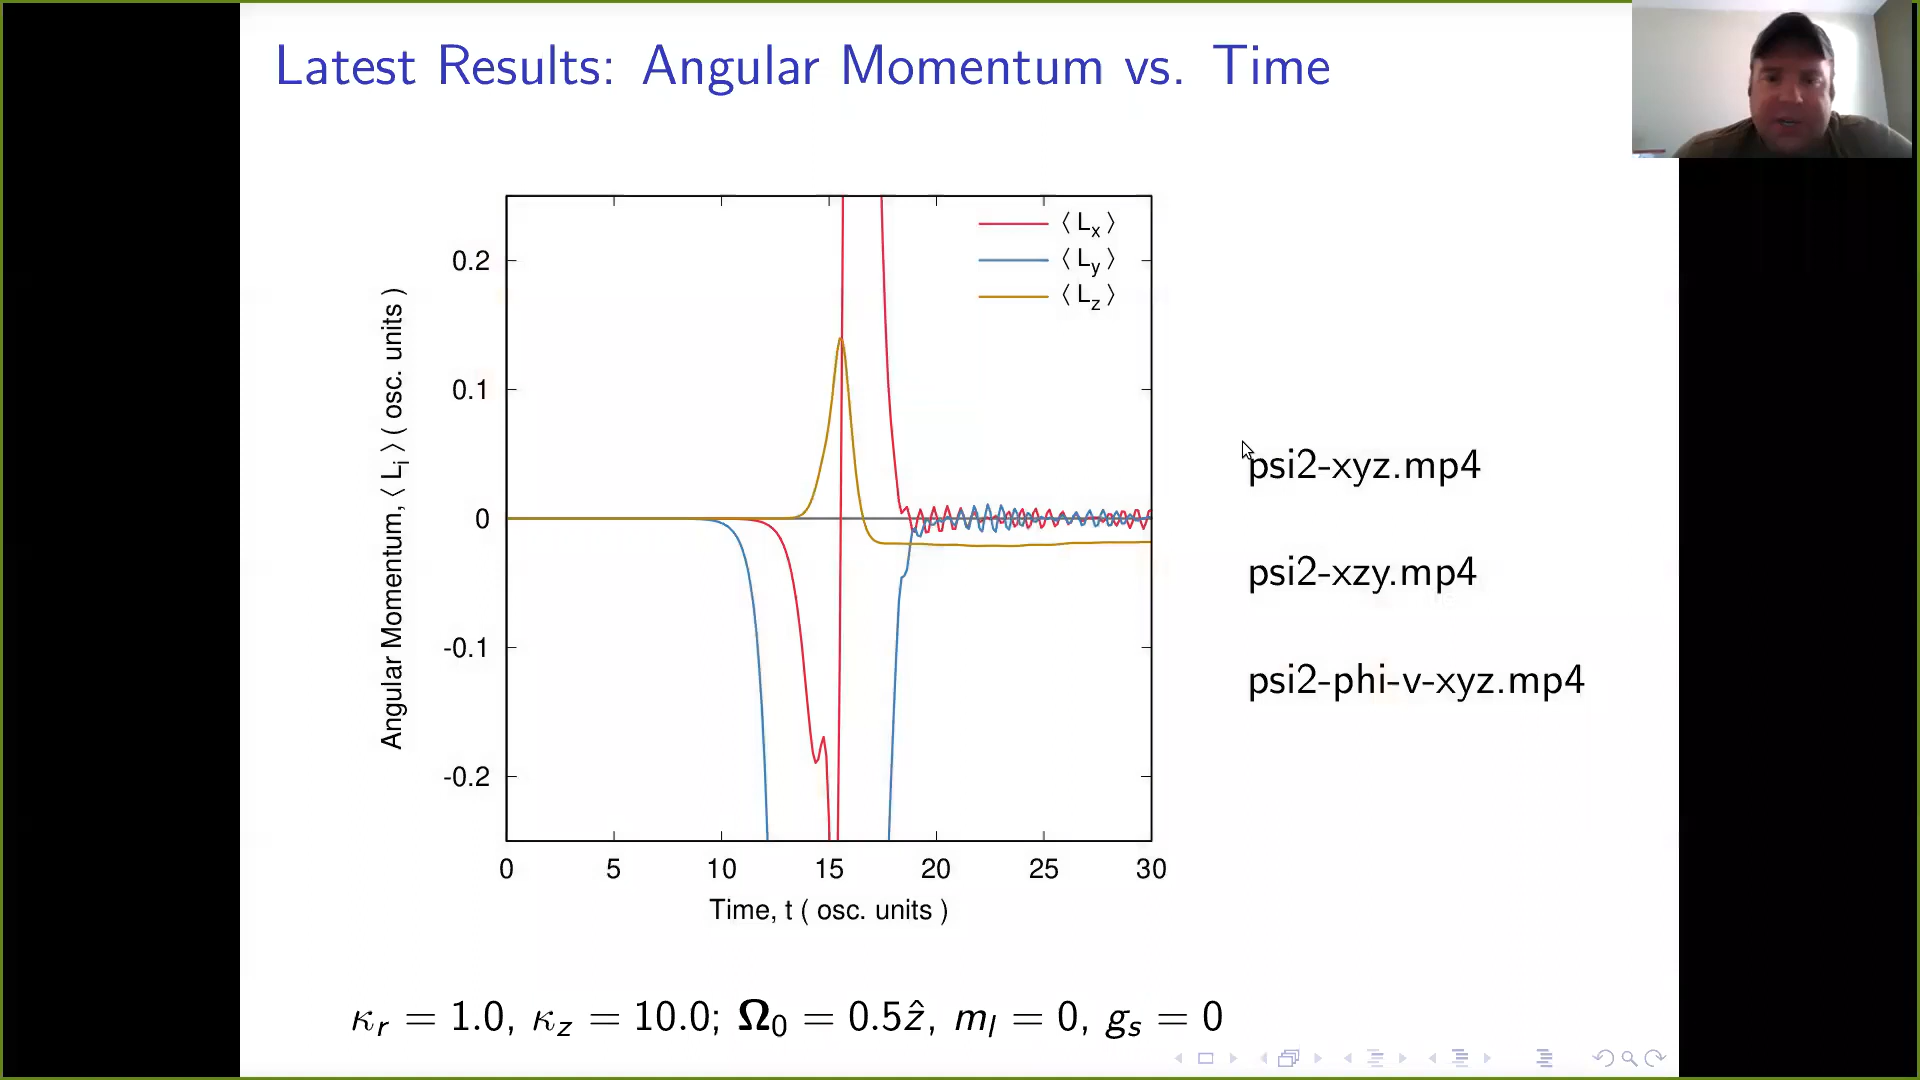 Latest Results: Angular Momentum vs. Time
⟨ Lx ⟩
⟨ Ly ⟩
⟨ Lz ⟩
0.2
0.1
0
-0.1
-0.2
Angular Momentum, ⟨ Li ⟩ ( osc. units )
0 5 10 15 20 25 30
Time, t ( osc. units )
psi2-xyz.mp4
psi2-xzy.mp4
psi2-phi-v-xyz.mp4
κr = 1.0, κz = 10.0; Ω0 = 0.5ẑ, ml = 0, gs = 0